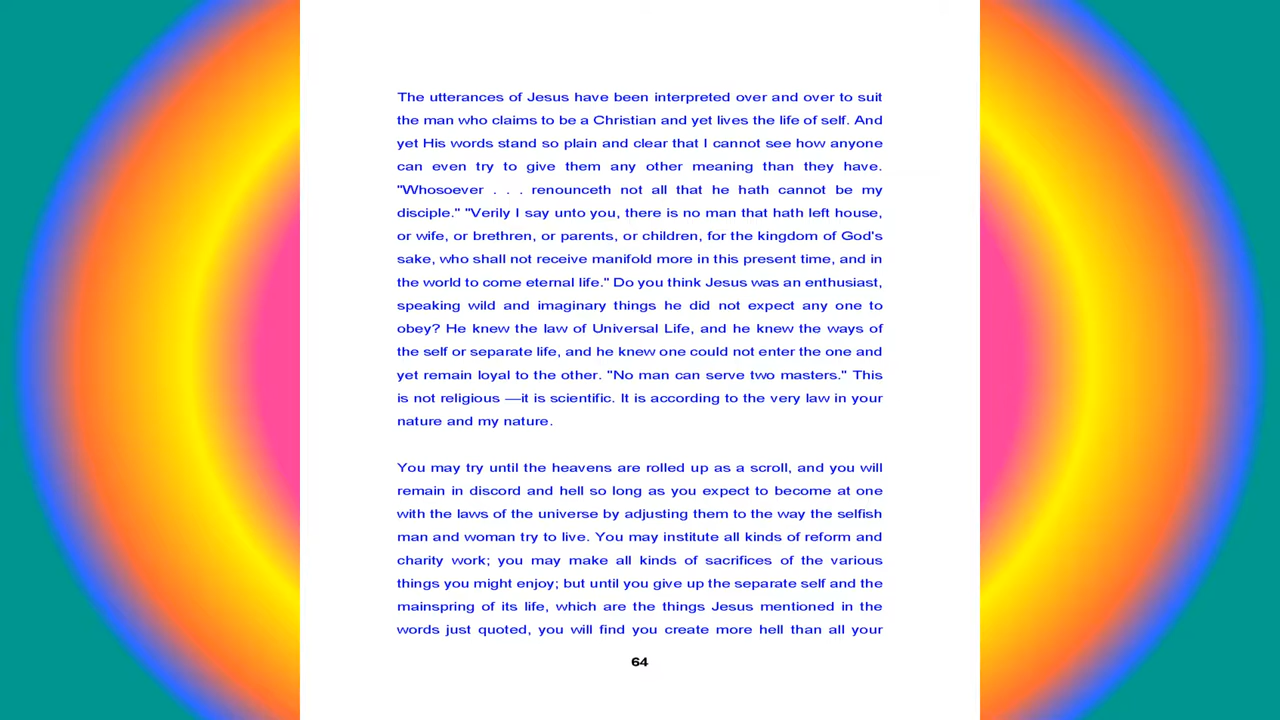 The utterances of Jesus have been interpreted over and over to suit
the man who claims to be a Christian and yet lives the life of self. And
yet His words stand so plain and clear that I cannot see how anyone
can even try to give them any other meaning than they have.
"Whosoever . . . renounceth not all that he hath cannot be my
disciple." "Verily I say unto you, there is no man that hath left house,
or wife, or brethren, or parents, or children, for the kingdom of God's
sake, who shall not receive manifold more in this present time, and in
the world to come eternal life." Do you think Jesus was an enthusiast,
speaking wild and imaginary things he did not expect any one to
obey? He knew the law of Universal Life, and he knew the ways of
the self or separate life, and he knew one could not enter the one and
yet remain loyal to the other. "No man can serve two masters." This
is not religious —it is scientific. It is according to the very law in your
nature and my nature.
You may try until the heavens are rolled up as a scroll, and you will
remain in discord and hell so long as you expect to become at one
with the laws of the universe by adjusting them to the way the selfish
man and woman try to live. You may institute all kinds of reform and
charity work; you may make all kinds of sacrifices of the various
things you might enjoy; but until you give up the separate self and the
mainspring of its life, which are the things Jesus mentioned in the
words just quoted, you will find you create more hell than all your
64